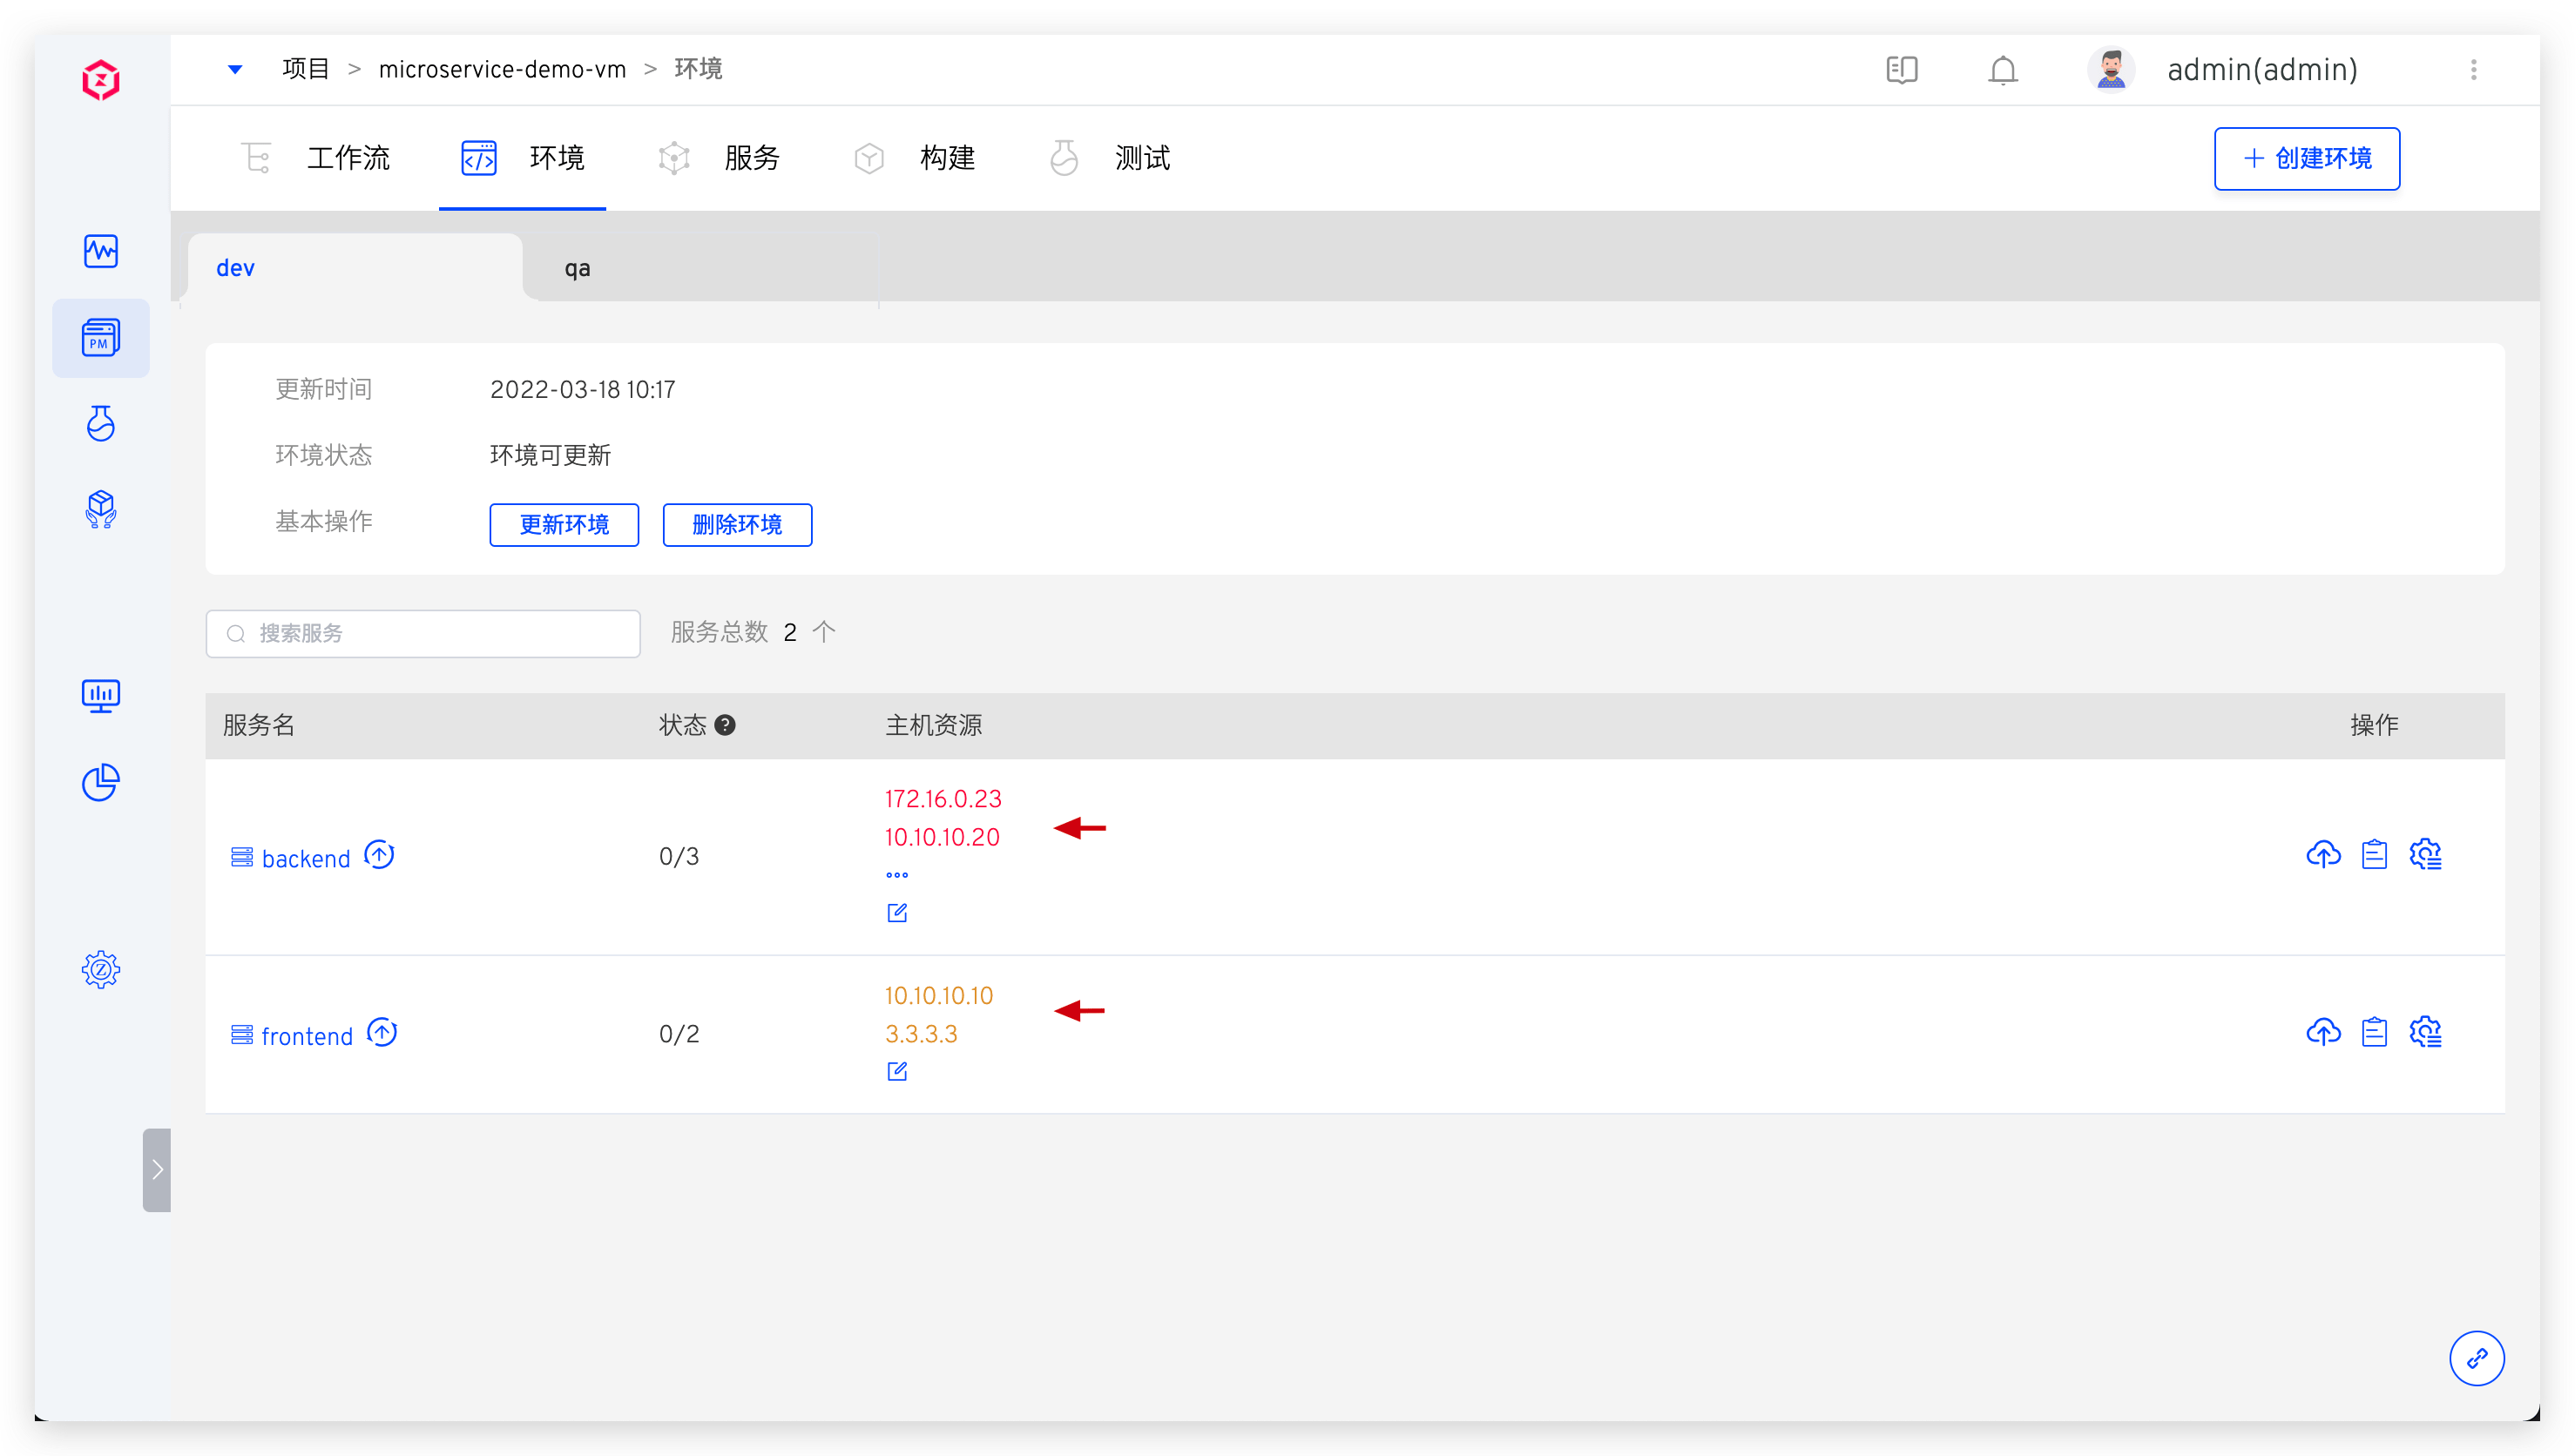 项目 > microservice-demo-vm > 环境
admin(admin)
工作流 环境 服务 构建 测试
+ 创建环境
dev qa
PM
更新时间 2022-03-18 10:17
环境状态 环境可更新
基本操作 更新环境 删除环境
搜索服务 服务总数 2 个
服务名 状态 ? 主机资源 操作
172.16.0.23
10.10.10.20
backend 0/3
10.10.10.10
3.3.3.3
frontend 0/2